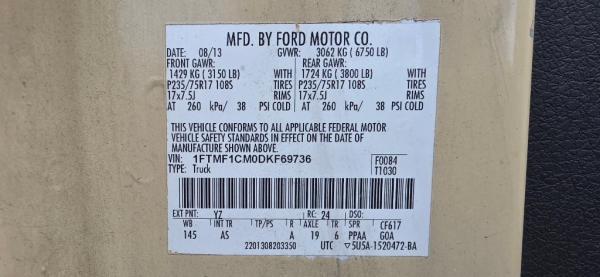 MFD. BY FORD MOTOR CO.
DATE: 08/13 GVWR: 3062 KG ( 6750 LB)
FRONT GAWR: REAR GAWR:
1429 KG ( 3150 LB) WITH 1724 KG ( 3800 LB) WITH
P235/75R17 108S TIRES P235/75R17 108S TIRES
17x7.5J RIMS 17x7.5J RIMS
AT 260 kPa/ 38 PSI COLD AT 260 kPa/ 38 PSI COLD
THIS VEHICLE CONFORMS TO ALL APPLICABLE FEDERAL MOTOR
VEHICLE SAFETY STANDARDS IN EFFECT ON THE DATE OF
MANUFACTURE SHOWN ABOVE.
VIN: 1FTMF1CM0DKF69736 F0084
TYPE: Truck T1030
EXT PNT: YZ RC: 24 DSO:
WB INT TR TP/PS R AXLE TR SPR CF617
145 AS A 19 6 PPAA GOA
2201308203350 UTC ▽5U5A-1520472-BA